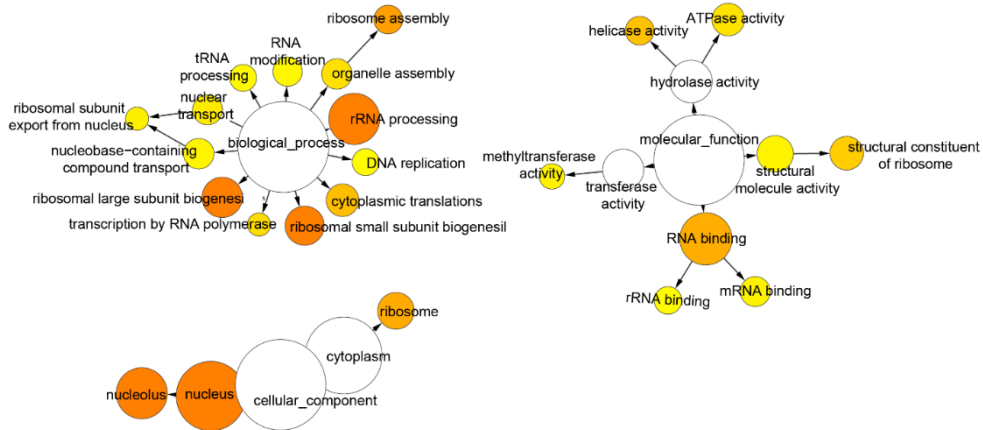 ribosome assembly
RNA
modification
tRNA
processing
organelle assembly
nuclear
transport
ribosomal subunit
export from nucleus
rRNA processing
biological_process
nucleobase-containing
compound transport
DNA replication
ribosomal large subunit biogenesi
cytoplasmic translations
transcription by RNA polymerase
ribosomal small subunit biogenesil
helicase activity
ATPase activity
hydrolase activity
molecular_function
methyltransferase
activity
transferase
activity
structural
molecule activity
structural constituent
of ribosome
RNA binding
rRNA binding
mRNA binding
ribosome
cytoplasm
nucleolus
nucleus
cellular_component